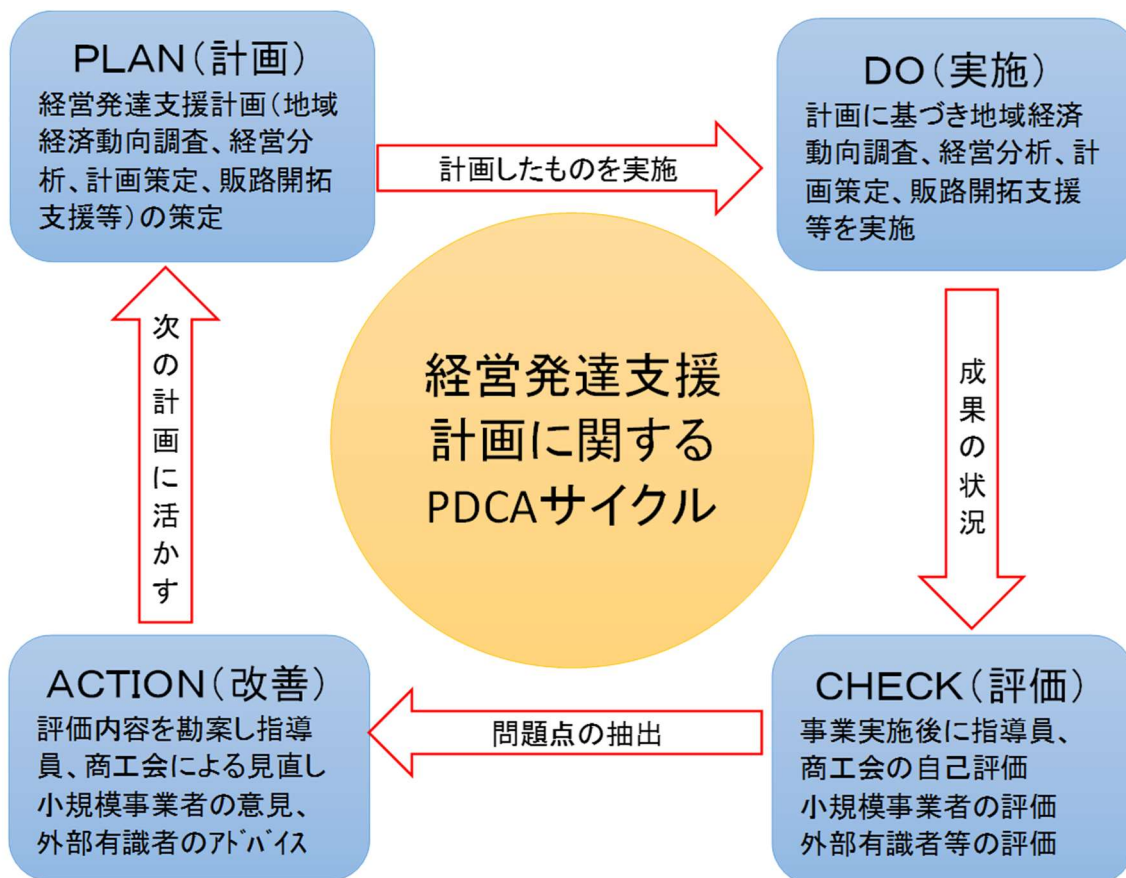 PLAN(計画)
経営発達支援計画(地域
経済動向調査、経営分
析、計画策定、販路開拓
支援等)の策定
計画したものを実施
DO(実施)
計画に基づき地域経済
動向調査、経営分析、計
画策定、販路開拓支援
等を実施
経営発達支援
計画に関する
PDCAサイクル
成果の状況
CHECK(評価)
事業実施後に指導員、
商工会の自己評価
小規模事業者の評価
外部有識者等の評価
問題点の抽出
ACTION(改善)
評価内容を勘案し指導
員、商工会による見直し
小規模事業者の意見、
外部有識者のアドバイス
次の計画に活かす